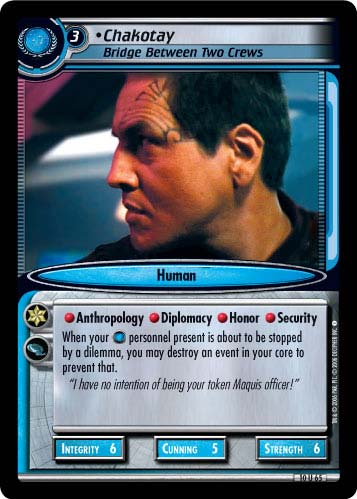 3
•Chakotay
Bridge Between Two Crews
Human
•Anthropology •Diplomacy •Honor •Security
When your personnel present is about to be stopped
by a dilemma, you may destroy an event in your core to
prevent that.
"I have no intention of being your token Maquis officer!"
INTEGRITY 6 CUNNING 5 STRENGTH 6
10 U 65